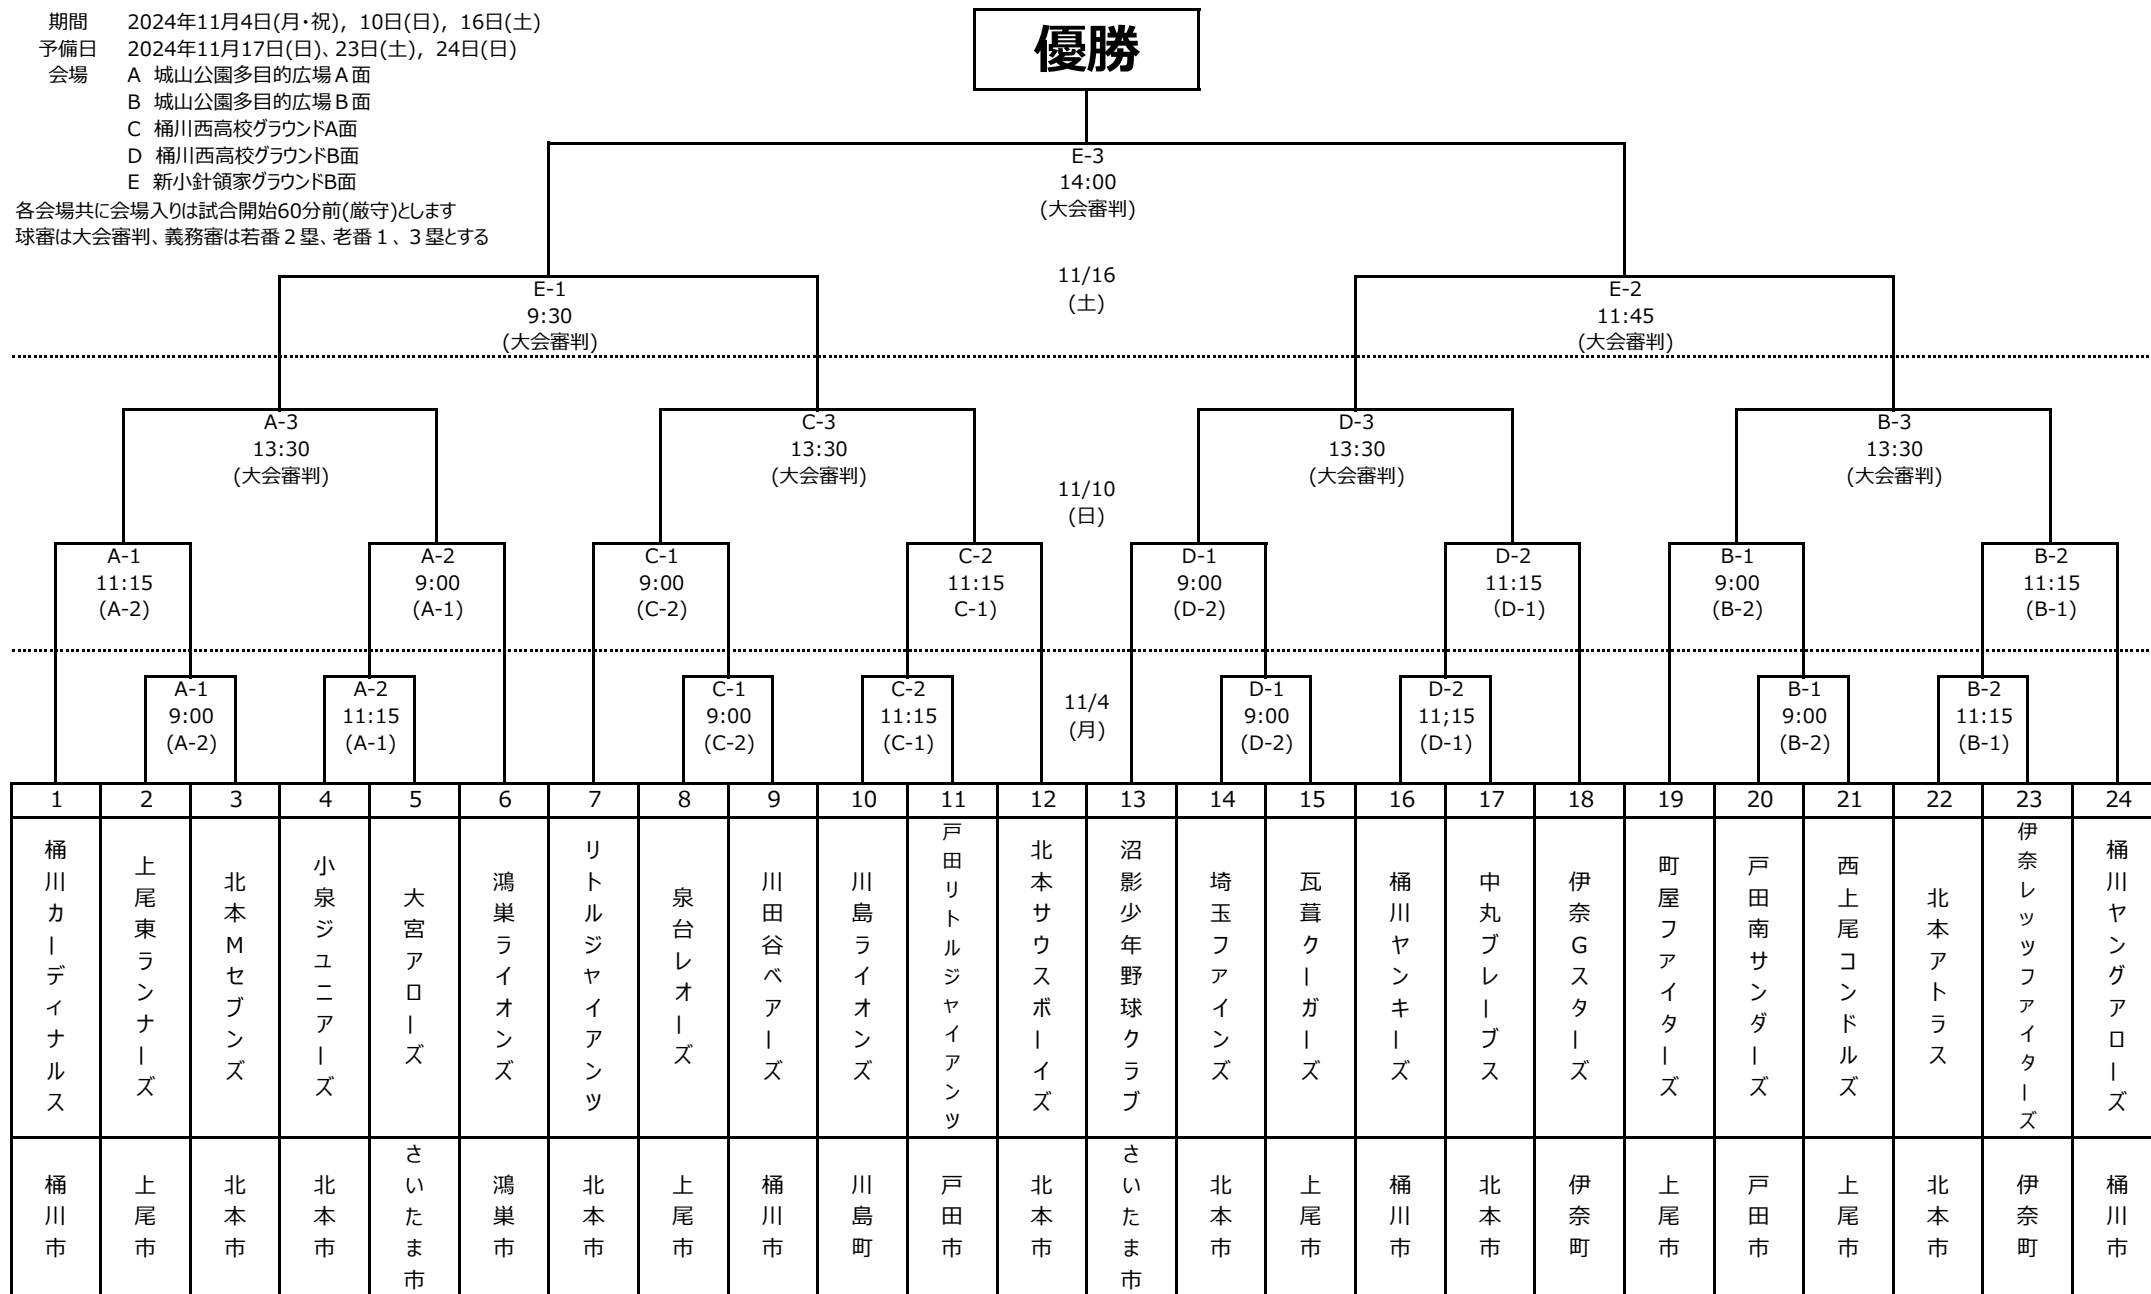 期間 2024年11月4日(月・祝), 10日(日), 16日(土)
予備日 2024年11月17日(日)、23日(土), 24日(日)
会場 A 城山公園多目的広場A面
B 城山公園多目的広場B面
C 桶川西高校グラウンドA面
D 桶川西高校グラウンドB面
E 新小針領家グラウンドB面
各会場共に会場入りは試合開始60分前(厳守)とします
球審は大会審判、義務審は若番2塁、老番1、3塁とする
優勝
E-3
14:00
(大会審判)
11/16
(土)
E-1
9:30
(大会審判)
E-2
11:45
(大会審判)
A-3
13:30
(大会審判)
C-3
13:30
(大会審判)
D-3
13:30
(大会審判)
B-3
13:30
(大会審判)
11/10
(日)
A-1
11:15
(A-2)
A-2
9:00
(A-1)
C-1
9:00
(C-2)
C-2
11:15
C-1)
D-1
9:00
(D-2)
D-2
11:15
(D-1)
B-1
9:00
(B-2)
B-2
11:15
(B-1)
A-1
9:00
(A-2)
A-2
11:15
(A-1)
C-1
9:00
(C-2)
C-2
11:15
(C-1)
11/4
(月)
D-1
9:00
(D-2)
D-2
11;15
(D-1)
B-1
9:00
(B-2)
B-2
11:15
(B-1)
1 2 3 4 5 6 7 8 9 10 11 12 13 14 15 16 17 18 19 20 21 22 23 24
桶川カーディナルス
上尾東ランナーズ
北本Mセブンズ
小泉ジュニアーズ
大宮アローズ
鴻巣ライオンズ
リトルジャイアンツ
泉台レオーズ
川田谷ベアーズ
川島ライオンズ
戸田リトルジャイアンツ
北本サウスボーイズ
沼影少年野球クラブ
埼玉ファインズ
瓦葺クーガーズ
桶川ヤンキーズ
中丸ブレーブス
伊奈Gスターズ
町屋ファイターズ
戸田南サンダーズ
西上尾コンドルズ
北本アトラス
伊奈レッツファイターズ
桶川ヤングアローズ
桶川市
上尾市
北本市
北本市
さいたま市
鴻巣市
北本市
上尾市
桶川市
川島町
戸田市
北本市
さいたま市
北本市
上尾市
桶川市
北本市
伊奈町
上尾市
戸田市
上尾市
北本市
伊奈町
桶川市